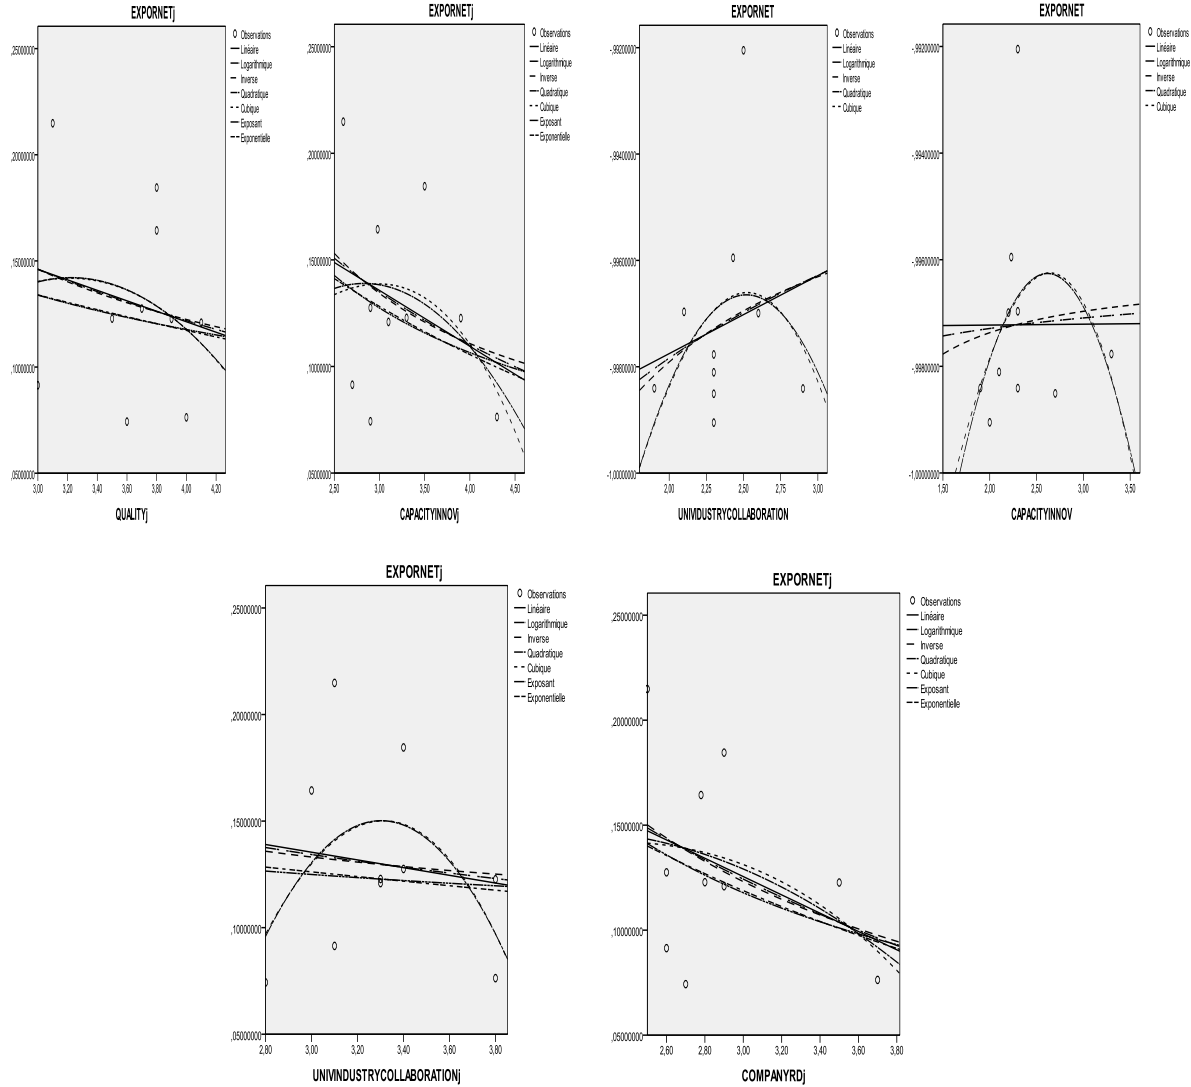 EXPORNETj
Observations
Linéaire
Logarithmique
Inverse
Quadratique
Cubique
Exposant
Exponentielle
,25000000
,20000000
,15000000
,10000000
,05000000
3,00 3,20 3,40 3,60 3,80 4,00 4,20
QUALITYj
EXPORNETj
Observations
Linéaire
Logarithmique
Inverse
Quadratique
Cubique
Exposant
Exponentielle
,25000000
,20000000
,15000000
,10000000
,05000000
2,50 3,00 3,50 4,00 4,50
CAPACITYINNOVj
EXPORNET
Observations
Linéaire
Logarithmique
Inverse
Quadratique
Cubique
-,99200000
-,99400000
-,99600000
-,99800000
-1,00000000
2,00 2,25 2,50 2,75 3,00
UNIVIDUSTRYCOLLABORATION
EXPORNET
Observations
Linéaire
Logarithmique
Inverse
Quadratique
Cubique
-,99200000
-,99400000
-,99600000
-,99800000
-1,00000000
1,50 2,00 2,50 3,00 3,50
CAPACITYINNOV
EXPORNETj
Observations
Linéaire
Logarithmique
Inverse
Quadratique
Cubique
Exposant
Exponentielle
,25000000
,20000000
,15000000
,10000000
,05000000
2,80 3,00 3,20 3,40 3,60 3,80
UNIVINDUSTRYCOLLABORATIONj
EXPORNETj
Observations
Linéaire
Logarithmique
Inverse
Quadratique
Cubique
Exposant
Exponentielle
,25000000
,20000000
,15000000
,10000000
,05000000
2,60 2,80 3,00 3,20 3,40 3,60 3,80
COMPANYRDj